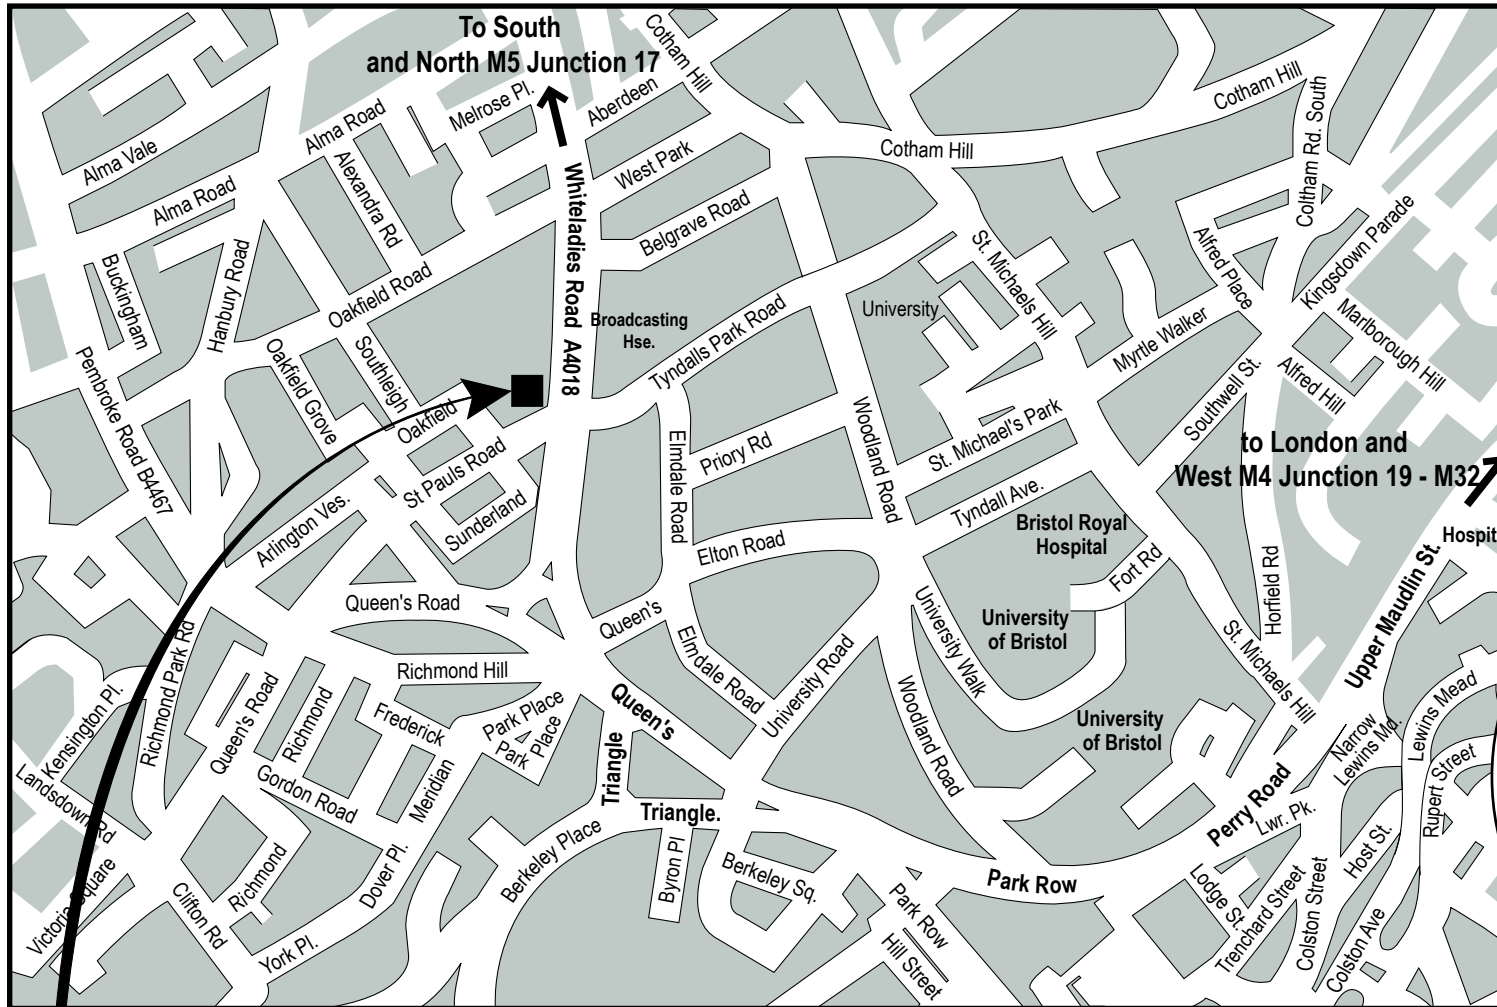 To South
and North M5 Junction 17
Cotham Hill
Cotham Hill
Melrose Pl.
Aberdeen
Alma Road
Alma Vale
Alexandra Rd
West Park
Cotham Hill
Coltham Rd. South
Alma Road
Whiteladies Road A4018
Belgrave Road
St. Michaels Hill
Alfred Place
Kingsdown Parade
Buckingham
Hanbury Road
Oakfield Road
University
Broadcasting
Hse.
Tyndalls Park Road
Myrtle Walker
Marlborough Hill
Pembroke Road B4467
Oakfield Grove
Southleigh
Oakfield
Southwell St.
Alfred Hill
Woodland Road
St. Michael's Park
Priory Rd
Elmdale Road
St Pauls Road
to London and
West M4 Junction 19 - M32
Arlington Ves.
Sunderland
Tyndall Ave.
Bristol Royal
Hospital
Elton Road
Fort Rd
Horfield Rd
Upper Maudlin St.
Hospit
Queen's Road
Queen's
University Walk
University
of Bristol
St. Michaels Hill
Richmond Park Rd
Richmond Hill
Elmdale Road
University Road
Kensington Pl.
Queen's Road
Richmond
Frederick
Park Place
Park
Place
Queen's
Woodland Road
University
of Bristol
Narrow
Lewins Md.
Lewins Mead
Rupert Street
Landsdown Rd
Gordon Road
Meridian
Triangle
Triangle.
Perry Road
Lwr. Pk.
Host St.
Victoria Square
Clifton Rd
Richmond
Dover Pl.
York Pl.
Berkeley Place
Byron Pl
Berkeley Sq.
Park Row
Park Row
Hill Street
Lodge St.
Trenchard Street
Colston Street
Colston Ave